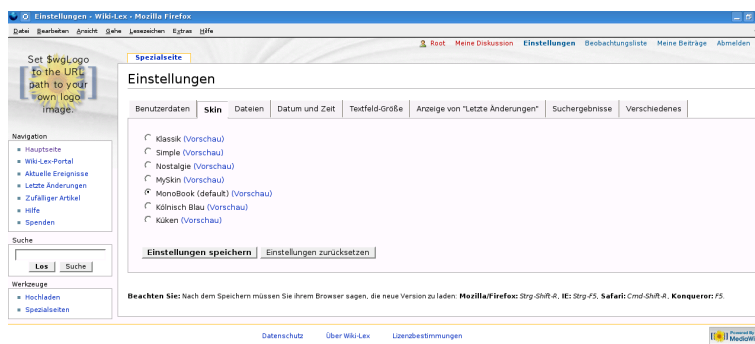 Einstellungen - Wiki-Lex - Mozilla Firefox
Datei Bearbeiten Ansicht Gehe Lesezeichen Extras Hilfe
Root Meine Diskussion Einstellungen Beobachtungsliste Meine Beiträge Abmelden
Set $wgLogo
to the URL
path to your
own logo
image.
Spezialseite
Einstellungen
Benutzerdaten Skin Dateien Datum und Zeit Textfeld-Größe Anzeige von "Letzte Änderungen" Suchergebnisse Verschiedenes
Klassik (Vorschau)
Simple (Vorschau)
Nostalgie (Vorschau)
MySkin (Vorschau)
MonoBook (default) (Vorschau)
Kölnisch Blau (Vorschau)
Küken (Vorschau)
Einstellungen speichern Einstellungen zurücksetzen
Navigation
Hauptseite
Wiki-Lex-Portal
Aktuelle Ereignisse
Letzte Änderungen
Zufälliger Artikel
Hilfe
Spenden
Suche
Los Suche
Werkzeuge
Hochladen
Spezialseiten
Beachten Sie: Nach dem Speichern müssen Sie ihrem Browser sagen, die neue Version zu laden: Mozilla/Firefox: Strg-Shift-R, IE: Strg-F5, Safari: Cmd-Shift-R, Konqueror: F5.
Datenschutz Über Wiki-Lex Lizenzbestimmungen
Powered By
MediaWi